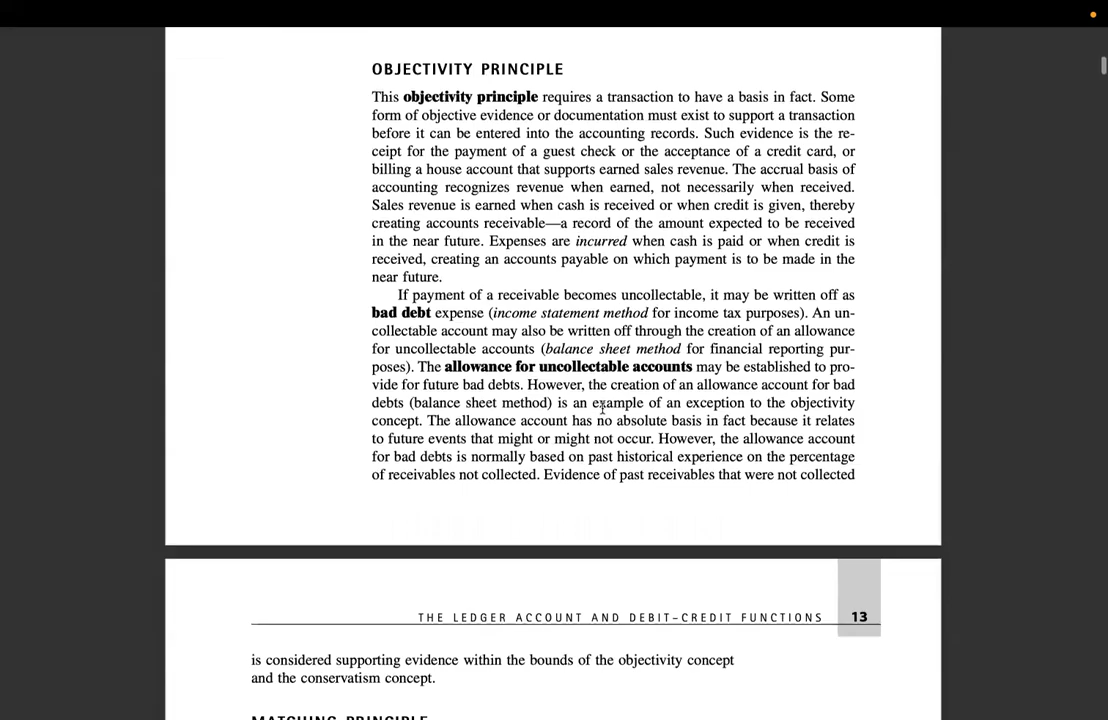 OBJECTIVITY PRINCIPLE
This objectivity principle requires a transaction to have a basis in fact. Some
form of objective evidence or documentation must exist to support a transaction
before it can be entered into the accounting records. Such evidence is the re-
ceipt for the payment of a guest check or the acceptance of a credit card, or
billing a house account that supports earned sales revenue. The accrual basis of
accounting recognizes revenue when earned, not necessarily when received.
Sales revenue is earned when cash is received or when credit is given, thereby
creating accounts receivable—a record of the amount expected to be received
in the near future. Expenses are incurred when cash is paid or when credit is
received, creating an accounts payable on which payment is to be made in the
near future.
If payment of a receivable becomes uncollectable, it may be written off as
bad debt expense (income statement method for income tax purposes). An un-
collectable account may also be written off through the creation of an allowance
for uncollectable accounts (balance sheet method for financial reporting pur-
poses). The allowance for uncollectable accounts may be established to pro-
vide for future bad debts. However, the creation of an allowance account for bad
debts (balance sheet method) is an example of an exception to the objectivity
concept. The allowance account has no absolute basis in fact because it relates
to future events that might or might not occur. However, the allowance account
for bad debts is normally based on past historical experience on the percentage
of receivables not collected. Evidence of past receivables that were not collected
THE LEDGER ACCOUNT AND DEBIT–CREDIT FUNCTIONS 13
is considered supporting evidence within the bounds of the objectivity concept
and the conservatism concept.
MATCHING PRINCIPLE